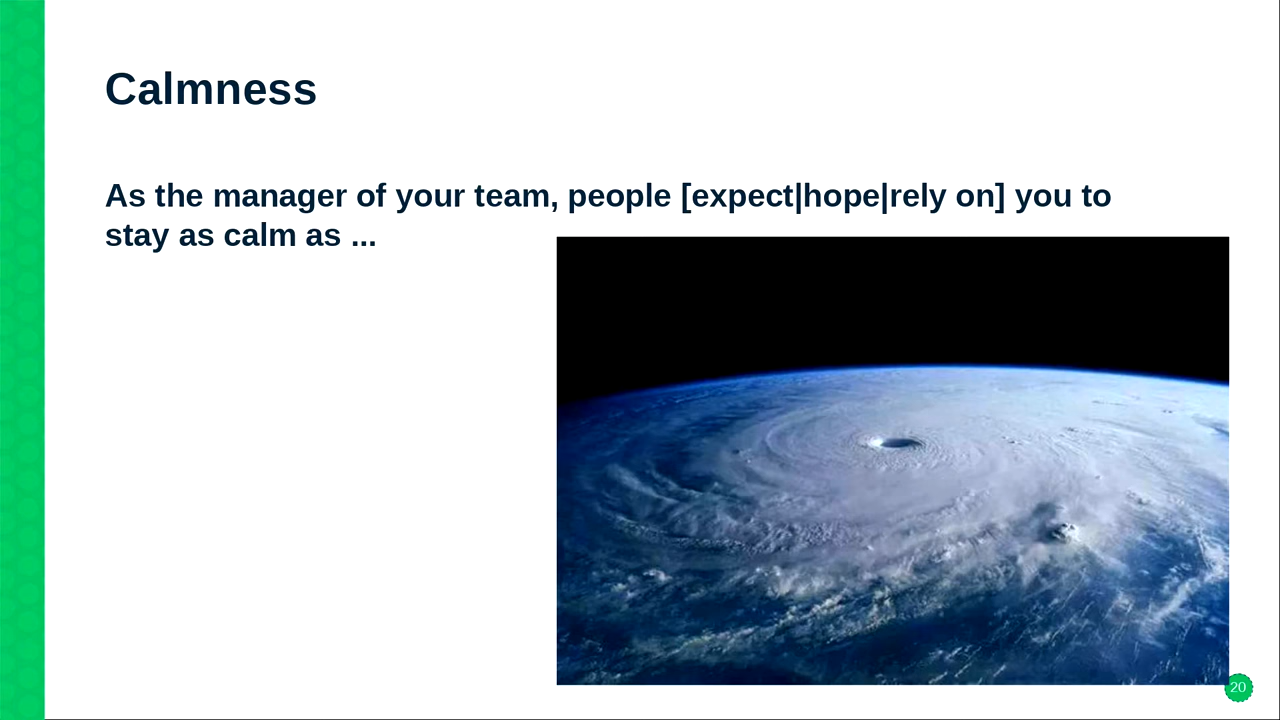 Calmness
As the manager of your team, people [expect|hope|rely on] you to
stay as calm as ...
20